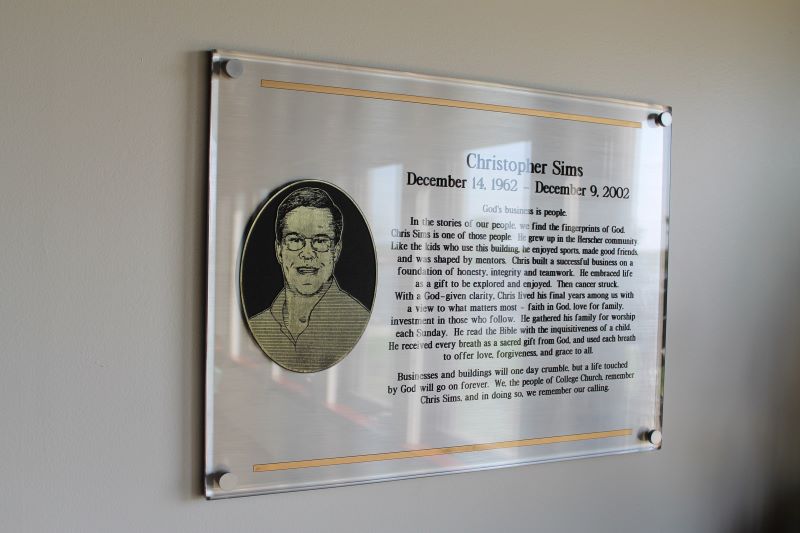 Christopher Sims
December 14, 1962 - December 9, 2002
God's business is people.
In the stories of our people, we find the fingerprints of God.
Chris Sims is one of those people. He grew up in the Herscher community.
Like the kids who use this building, he enjoyed sports, made good friends,
and was shaped by mentors. Chris built a successful business on a
foundation of honesty, integrity and teamwork. He embraced life
as a gift to be explored and enjoyed. Then cancer struck.
With a God-given clarity, Chris lived his final years among us with
a view to what matters most - faith in God, love for family,
investment in those who follow. He gathered his family for worship
each Sunday. He read the Bible with the inquisitiveness of a child.
He received every breath as a sacred gift from God, and used each breath
to offer love, forgiveness, and grace to all.
Businesses and buildings will one day crumble, but a life touched
by God will go on forever. We, the people of College Church, remember
Chris Sims, and in doing so, we remember our calling.